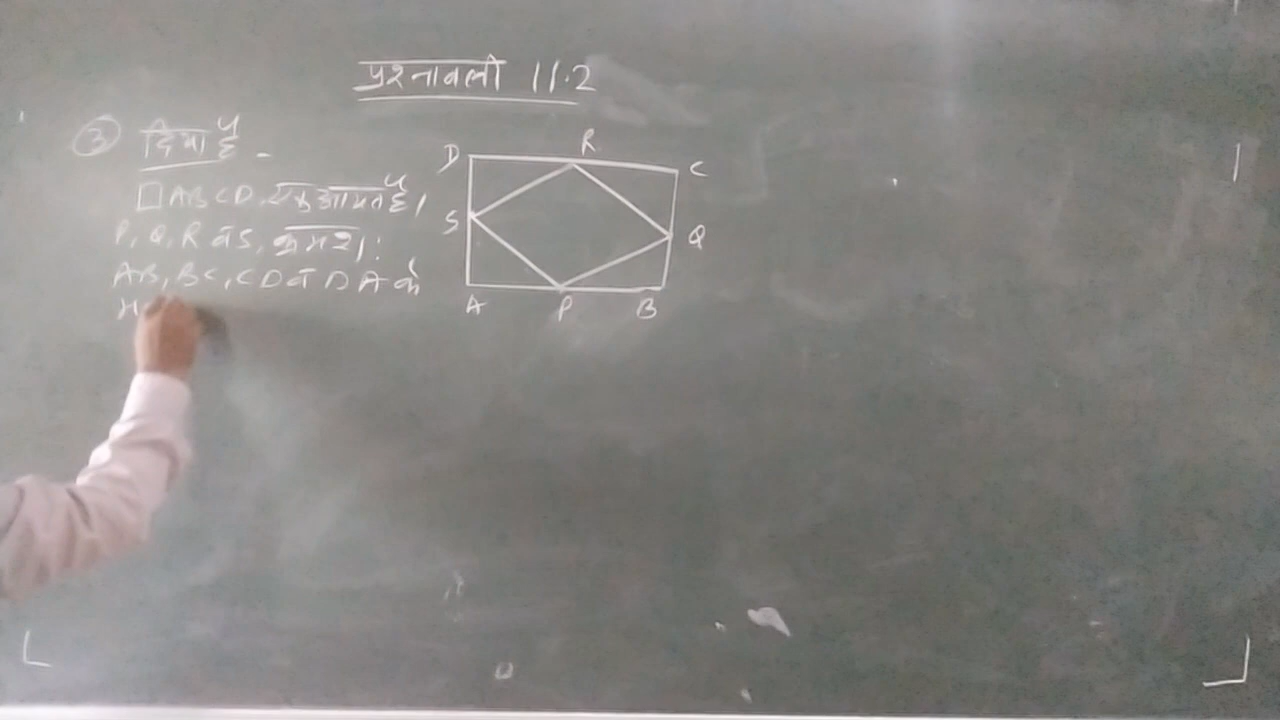 प्रश्नावली 11.2
③ दिया है -
□ABCD, एक आयत है,
P, Q, R व S, क्रमशः:
AB, BC, CD व DA के
D R C
S Q
A P B